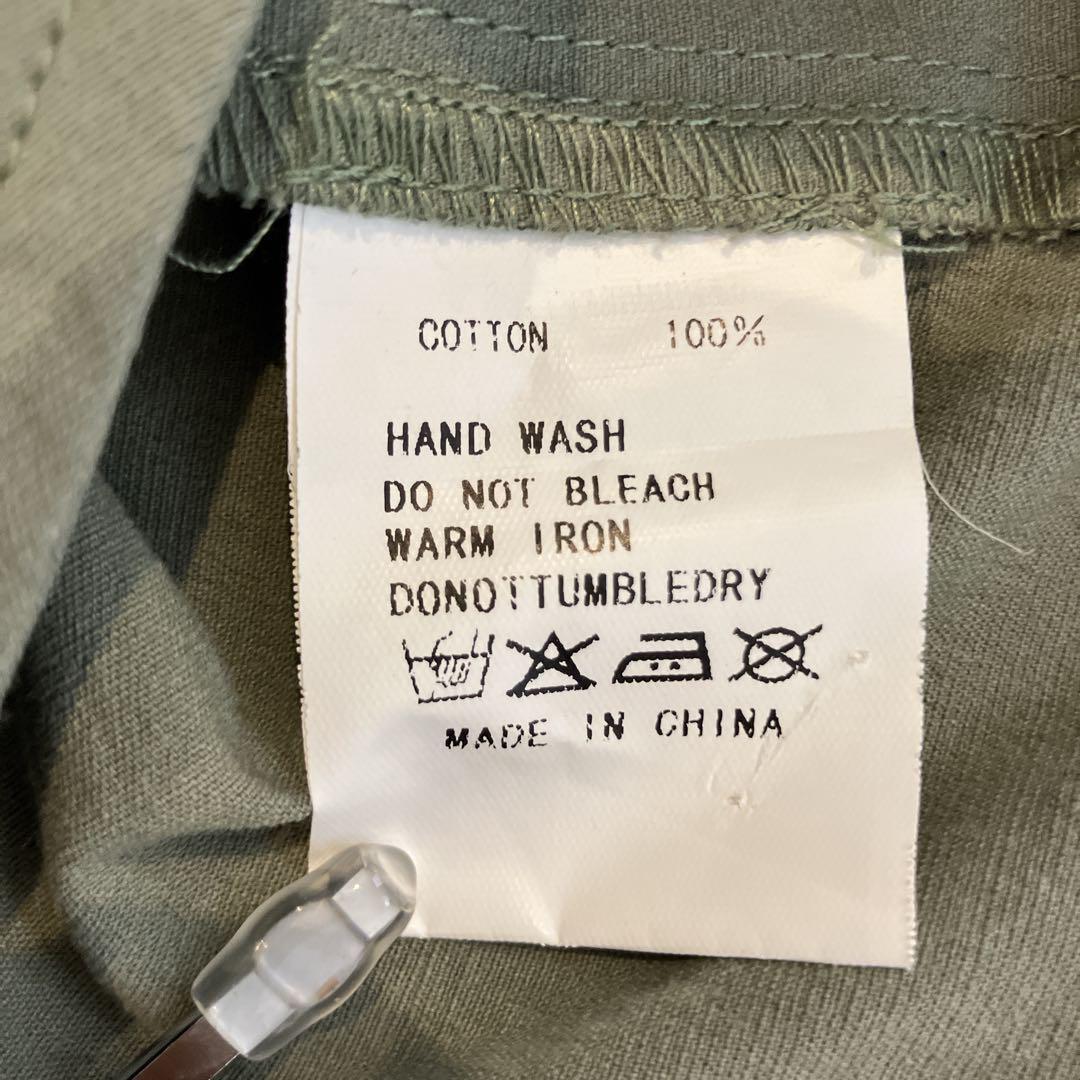 COTTON 100%
HAND WASH
DO NOT BLEACH
WARM IRON
DONOTTUMBLEDRY
MADE IN CHINA